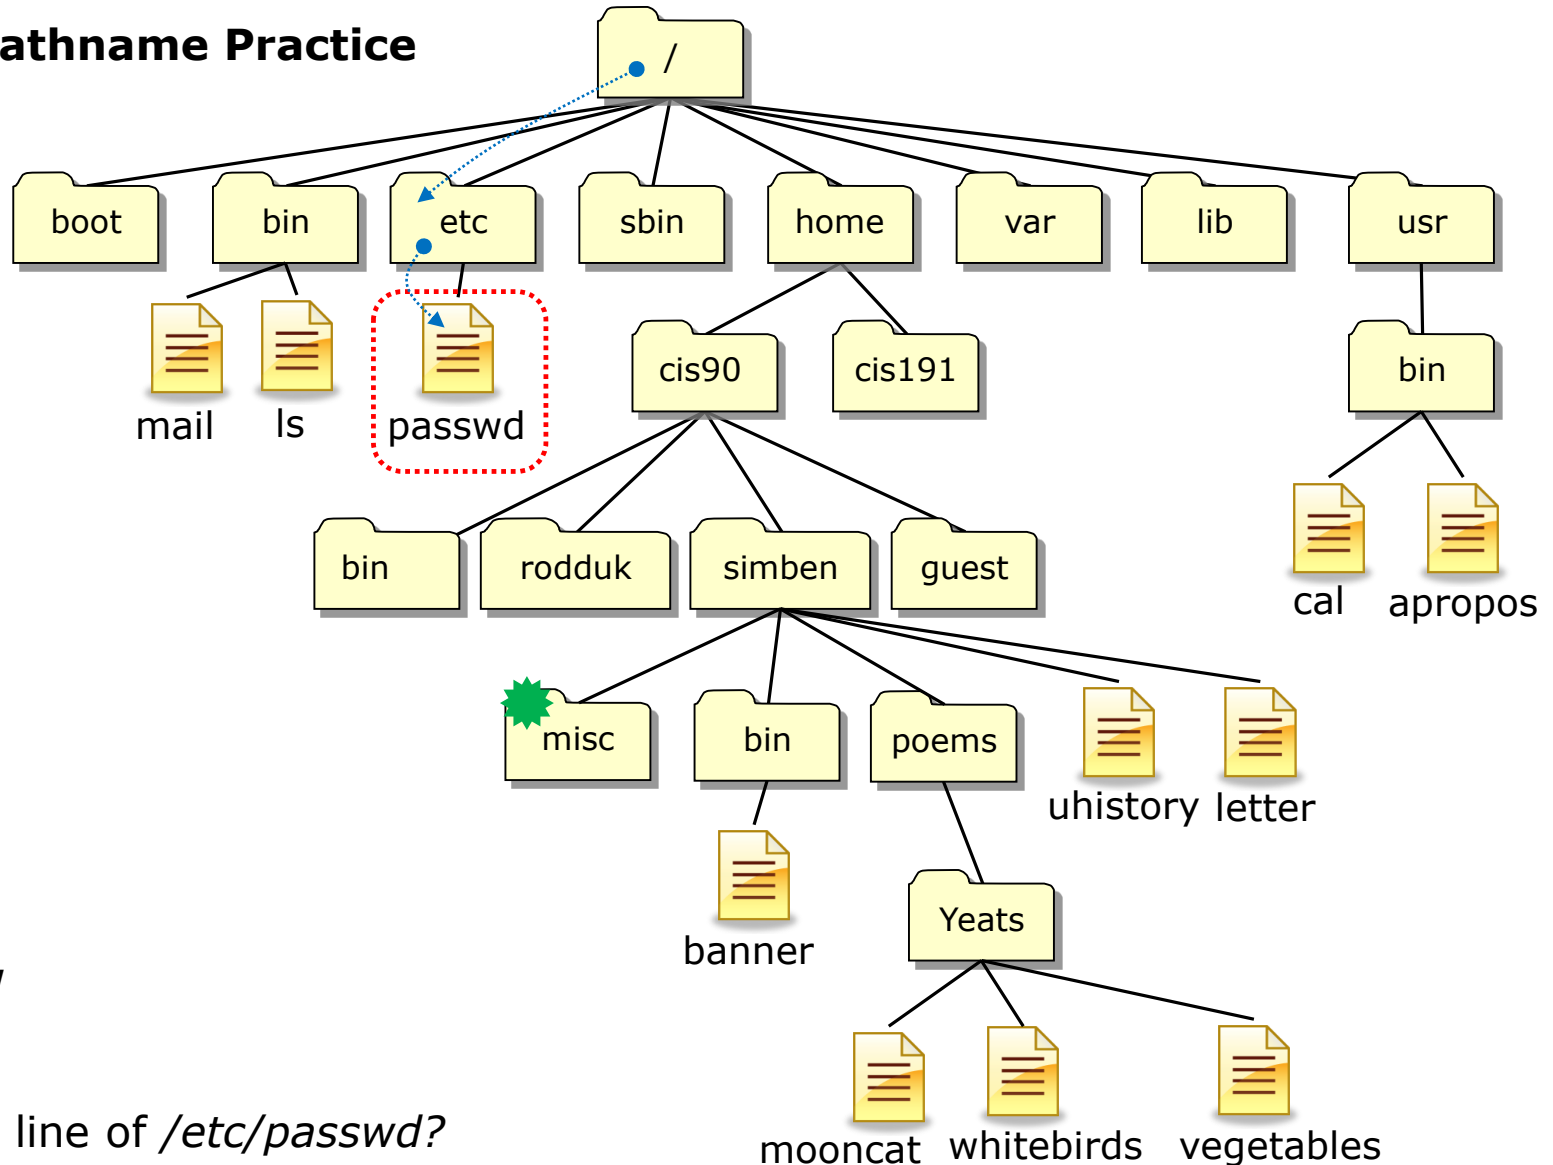 athname Practice
/
boot bin etc sbin home var lib usr
mail ls passwd cis90 cis191 bin
bin rodduk simben guest cal apropos
misc bin poems uhistory letter
banner Yeats
line of /etc/passwd?
mooncat whitebirds vegetables